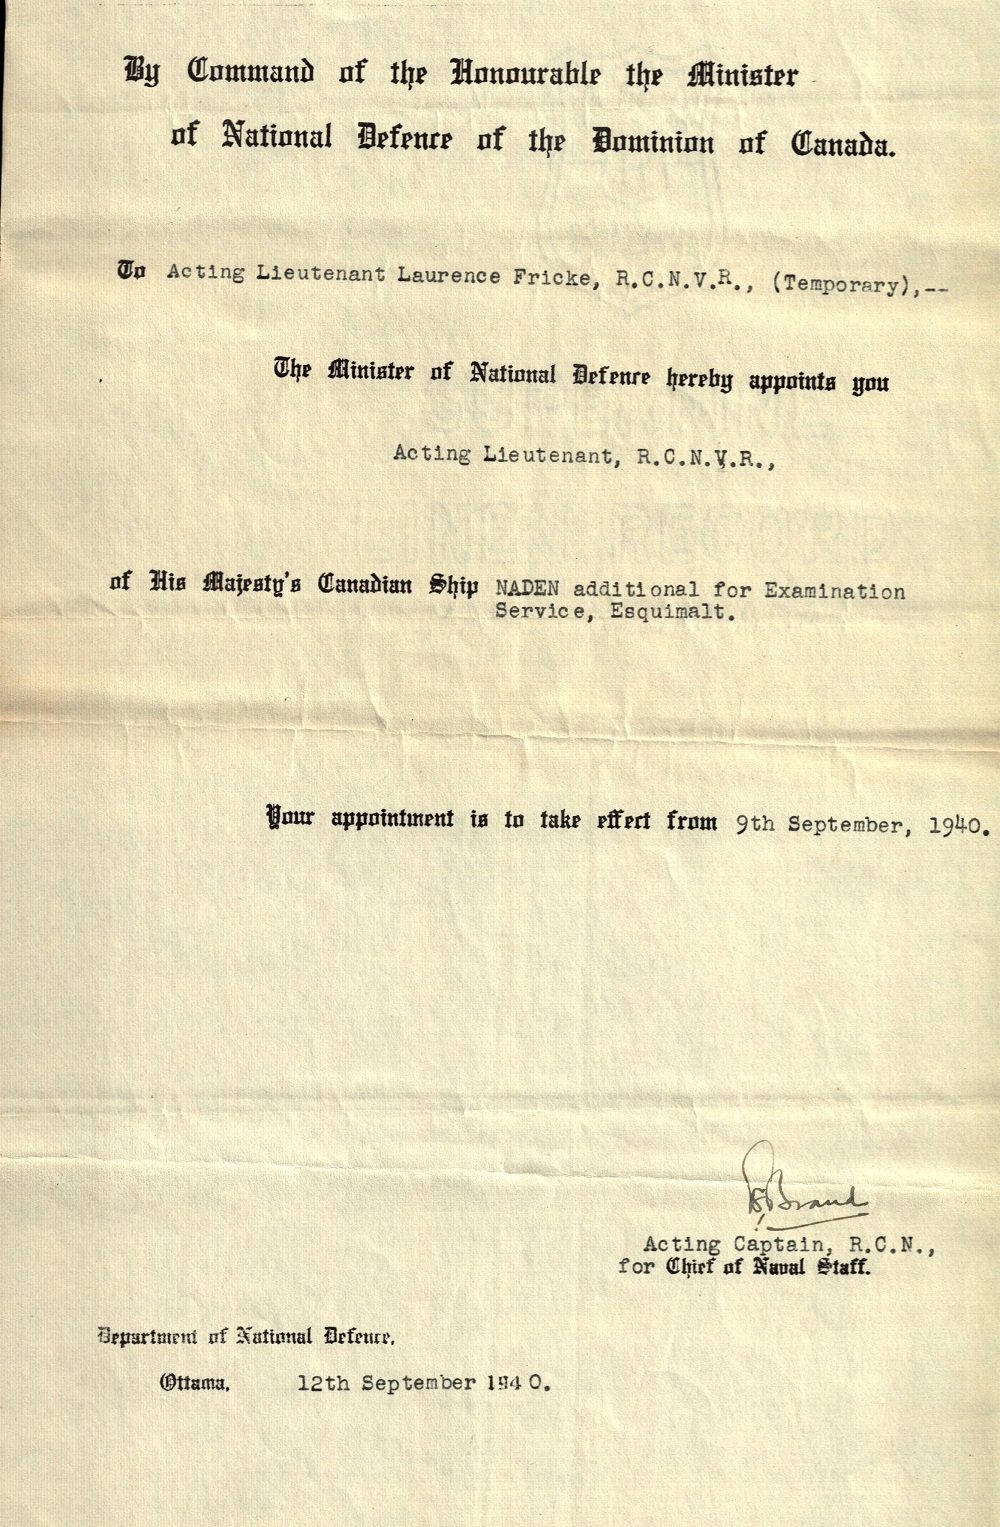 By Command of the Honourable the Minister
of National Defence of the Dominion of Canada.
To Acting Lieutenant Laurence Fricke, R.C.N.V.R., (Temporary),--
The Minister of National Defence hereby appoints you
Acting Lieutenant, R.C.N.V.R.,
of His Majesty's Canadian Ship NADEN additional for Examination
Service, Esquimalt.
Your appointment is to take effect from 9th September, 1940.
Brand
Acting Captain, R.C.N.,
for Chief of Naval Staff.
Department of National Defence,
Ottawa, 12th September 1940.